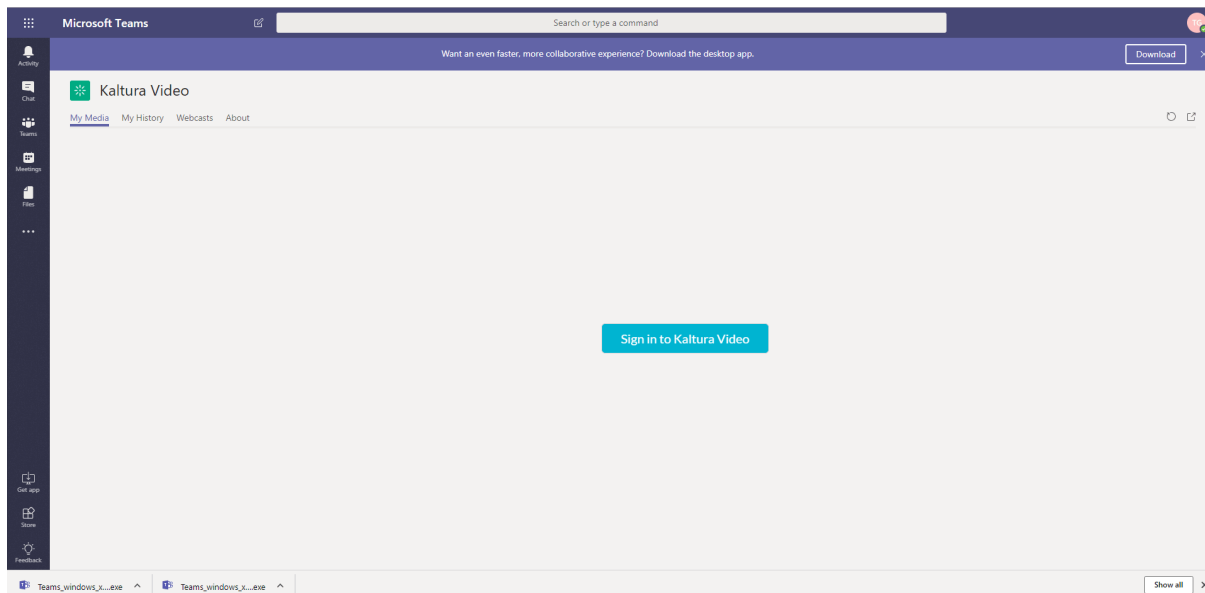 Microsoft Teams
Search or type a command
TG
Want an even faster, more collaborative experience? Download the desktop app.
Download
Activity
Chat
Teams
Meetings
Files
Kaltura Video
My Media My History Webcasts About
Sign in to Kaltura Video
Get app
Store
Feedback
Teams_windows_x....exe
Teams_windows_x....exe
Show all